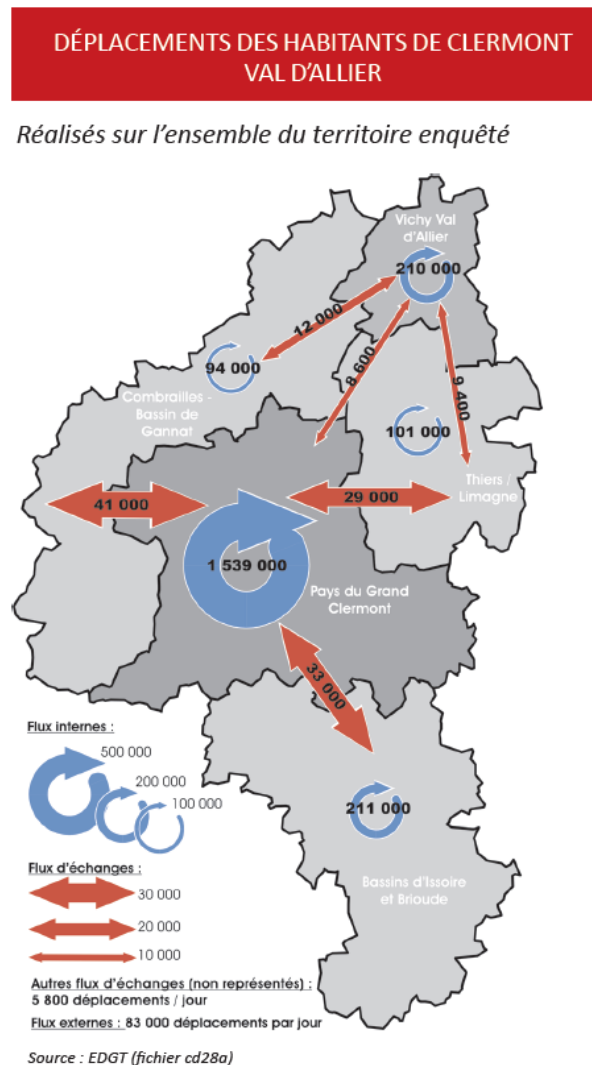 DÉPLACEMENTS DES HABITANTS DE CLERMONT
VAL D'ALLIER
Réalisés sur l'ensemble du territoire enquêté
Vichy Val
d'Allier
210 000
12 000
8 600
9 400
94 000
Combrailles -
Bassin de
Gannat
101 000
Thiers /
Limagne
41 000
29 000
1 539 000
Pays du Grand
Clermont
33 000
211 000
Bassins d'Issoire
et Brioude
Flux internes :
500 000
200 000
100 000
Flux d'échanges :
30 000
20 000
10 000
Autres flux d'échanges (non représentés) :
5 800 déplacements / jour
Flux externes : 83 000 déplacements par jour
Source : EDGT (fichier cd28a)